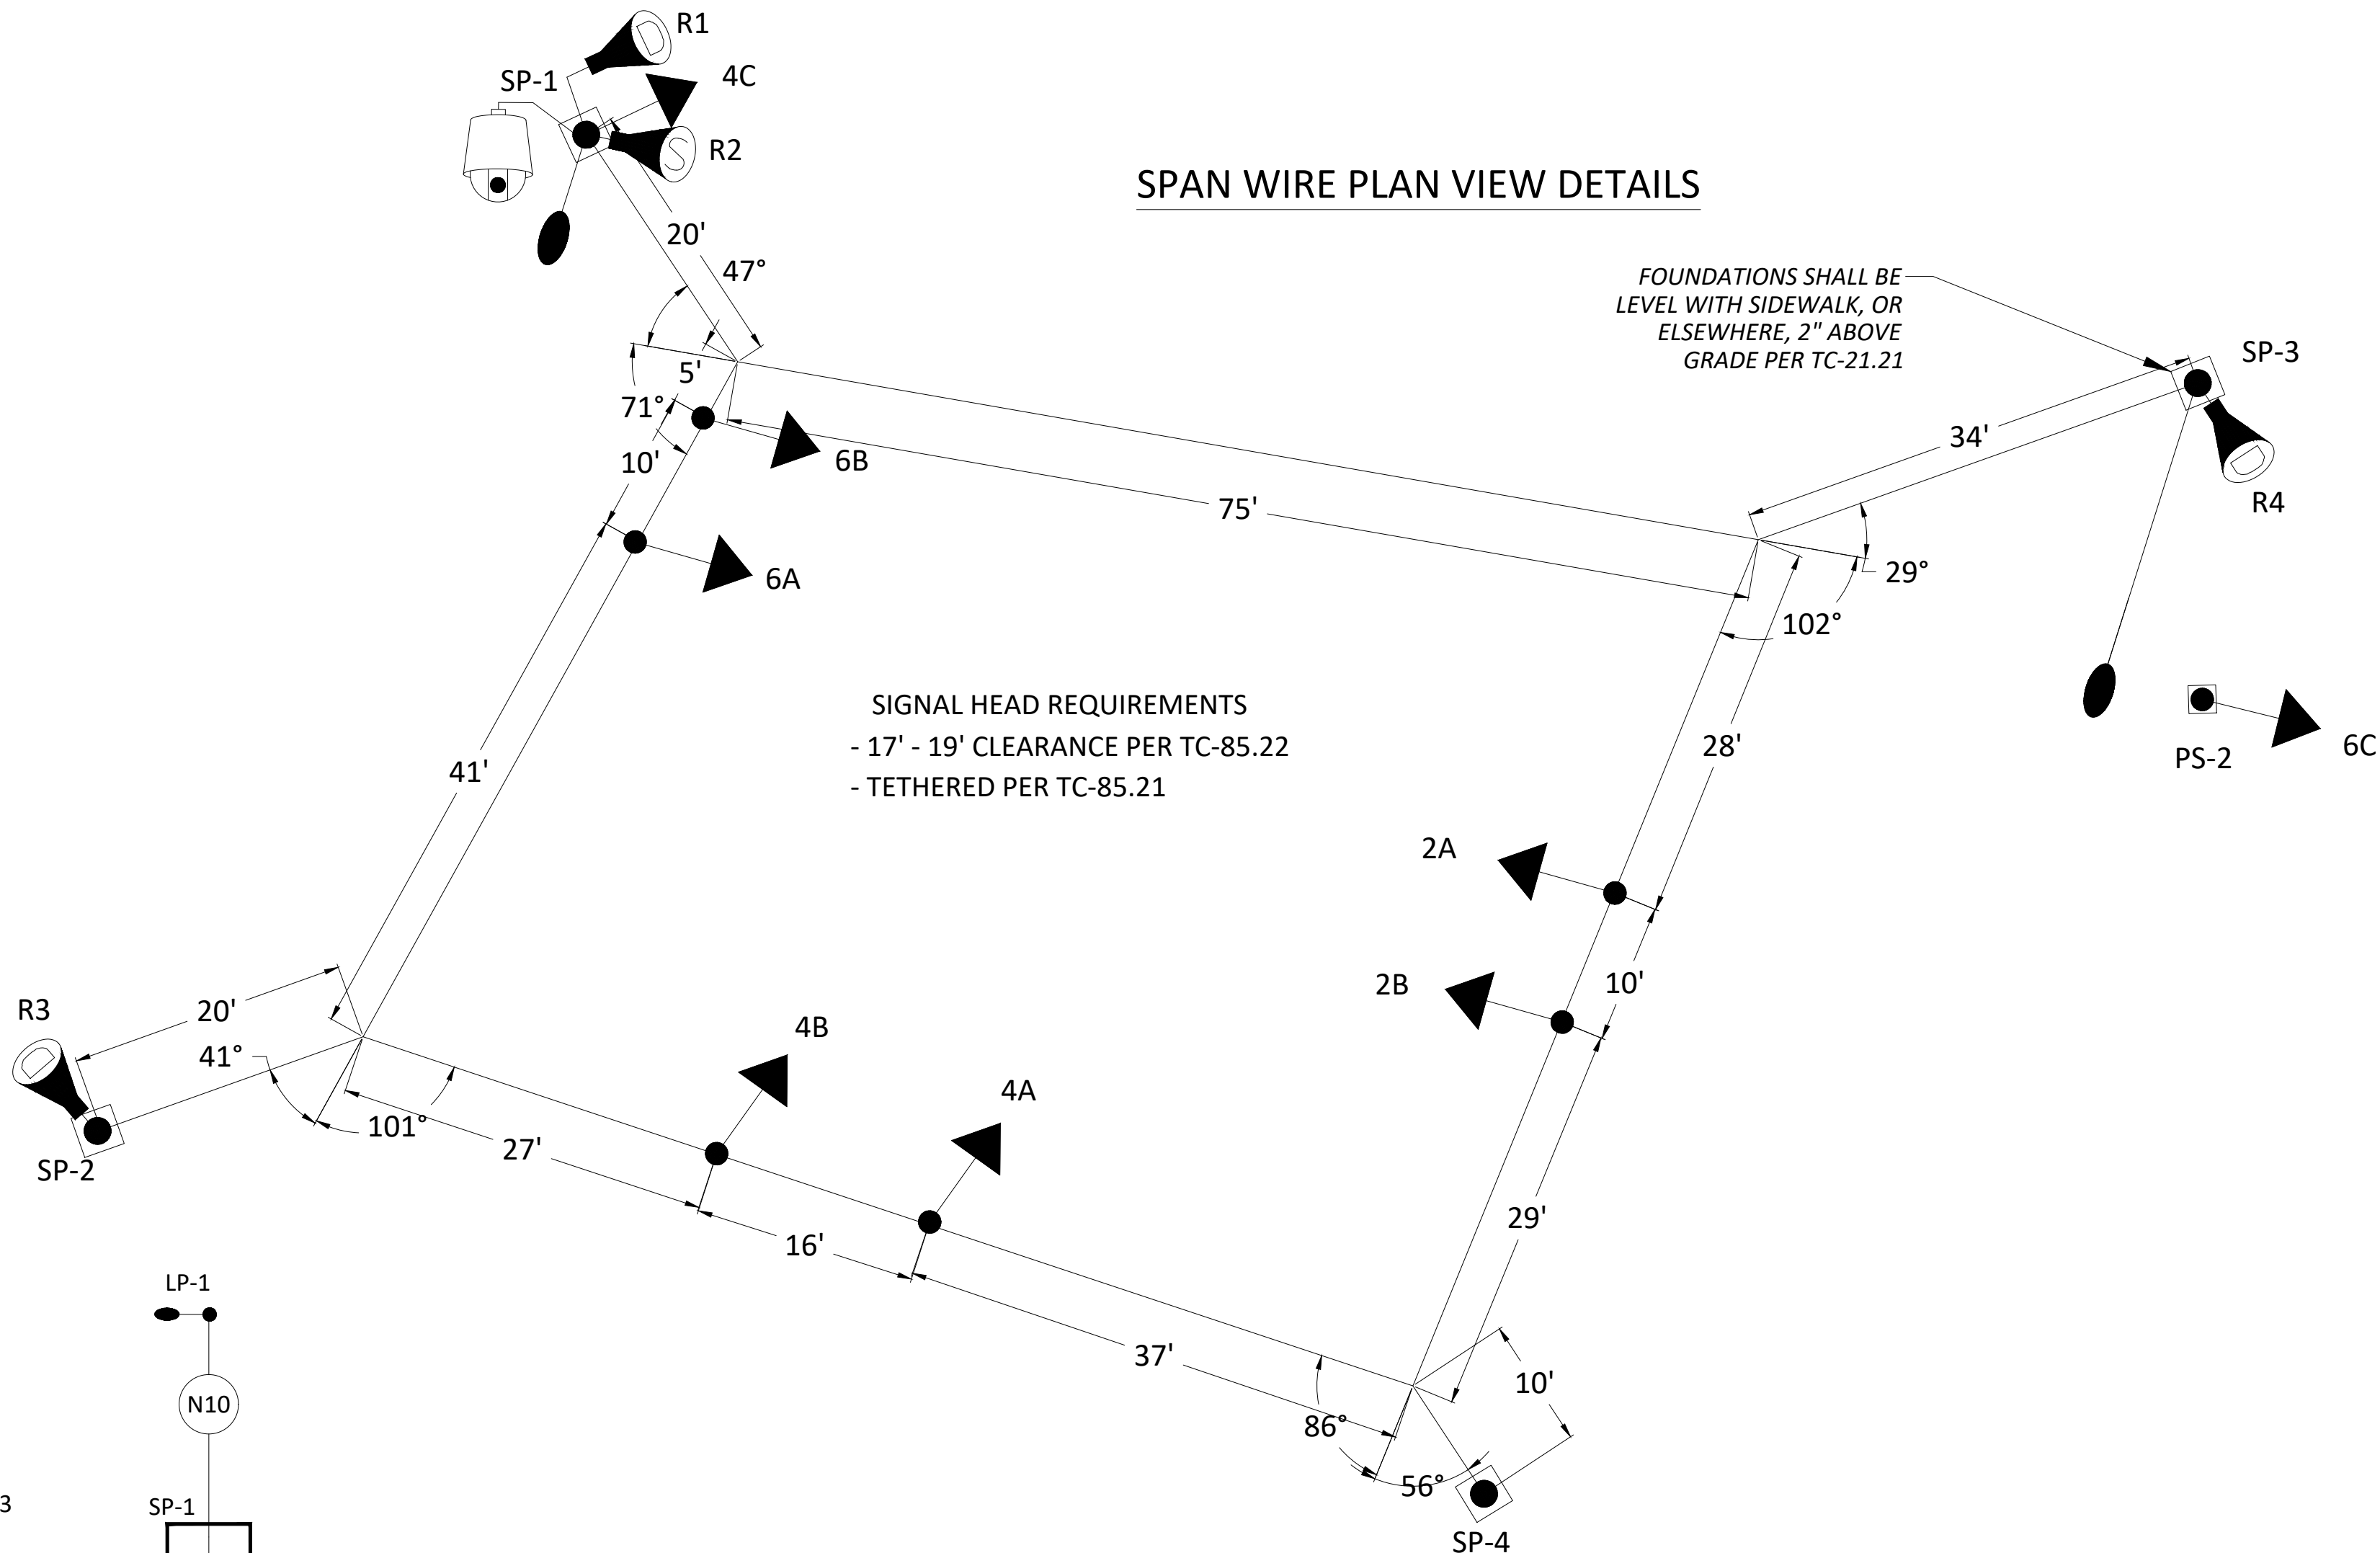 R1
SP-1
4C
R2
SPAN WIRE PLAN VIEW DETAILS
20'
47°
FOUNDATIONS SHALL BE
LEVEL WITH SIDEWALK, OR
ELSEWHERE, 2" ABOVE
GRADE PER TC-21.21
SP-3
5'
71°
34'
10'
6B
R4
75'
6A
29°
102°
SIGNAL HEAD REQUIREMENTS
- 17' - 19' CLEARANCE PER TC-85.22
- TETHERED PER TC-85.21
28'
6C
PS-2
41'
2A
2B
10'
R3
20'
4B
41°
4A
101°
27'
SP-2
29'
16'
LP-1
37'
10'
N10
86°
56°
3
SP-1
SP-4